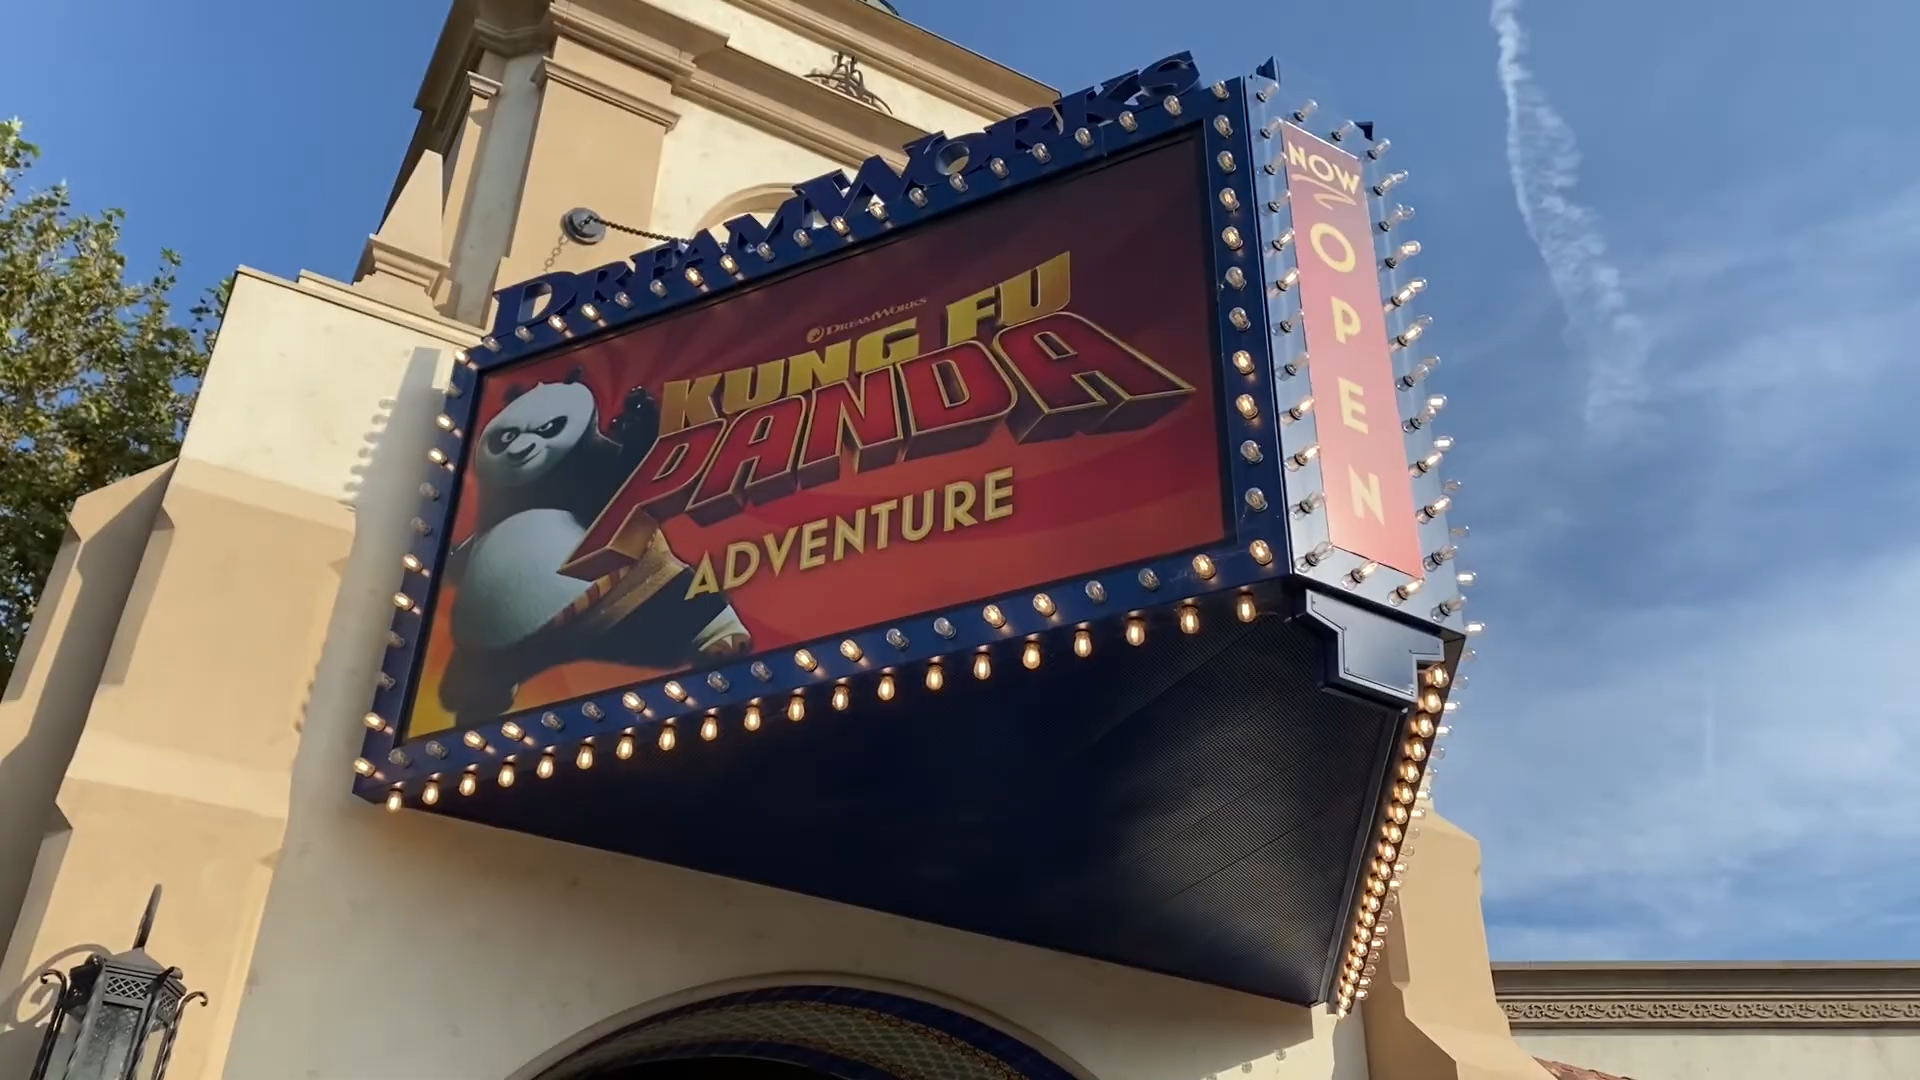 DREAMWORKS
DREAMWORKS
KUNG FU
PANDA
ADVENTURE
NOW
OPEN